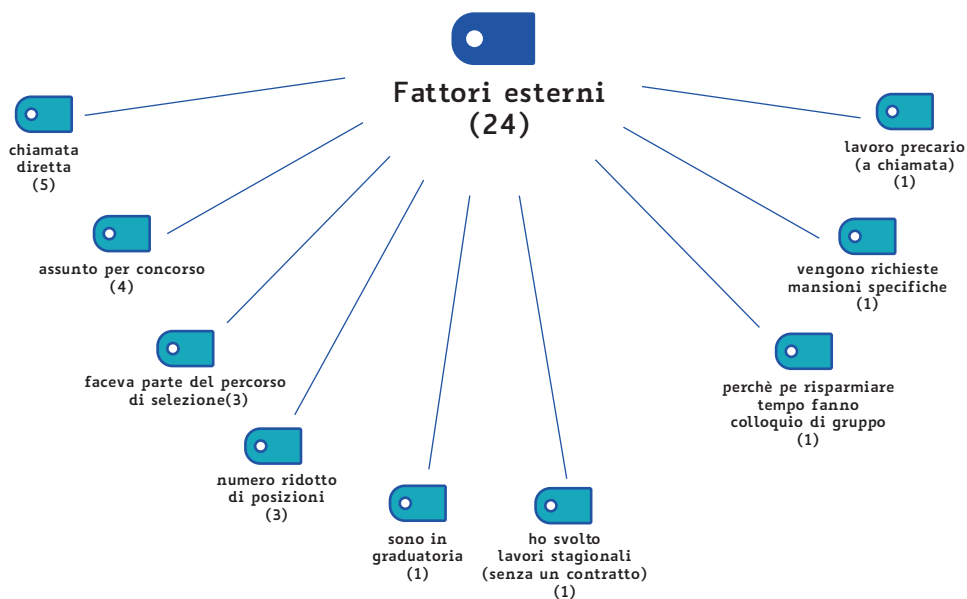 Fattori esterni
(24)
chiamata
diretta
(5)
assunto per concorso
(4)
faceva parte del percorso
di selezione(3)
numero ridotto
di posizioni
(3)
sono in
graduatoria
(1)
ho svolto
lavori stagionali
(senza un contratto)
(1)
perchè pe risparmiare
tempo fanno
colloquio di gruppo
(1)
vengono richieste
mansioni specifiche
(1)
lavoro precario
(a chiamata)
(1)